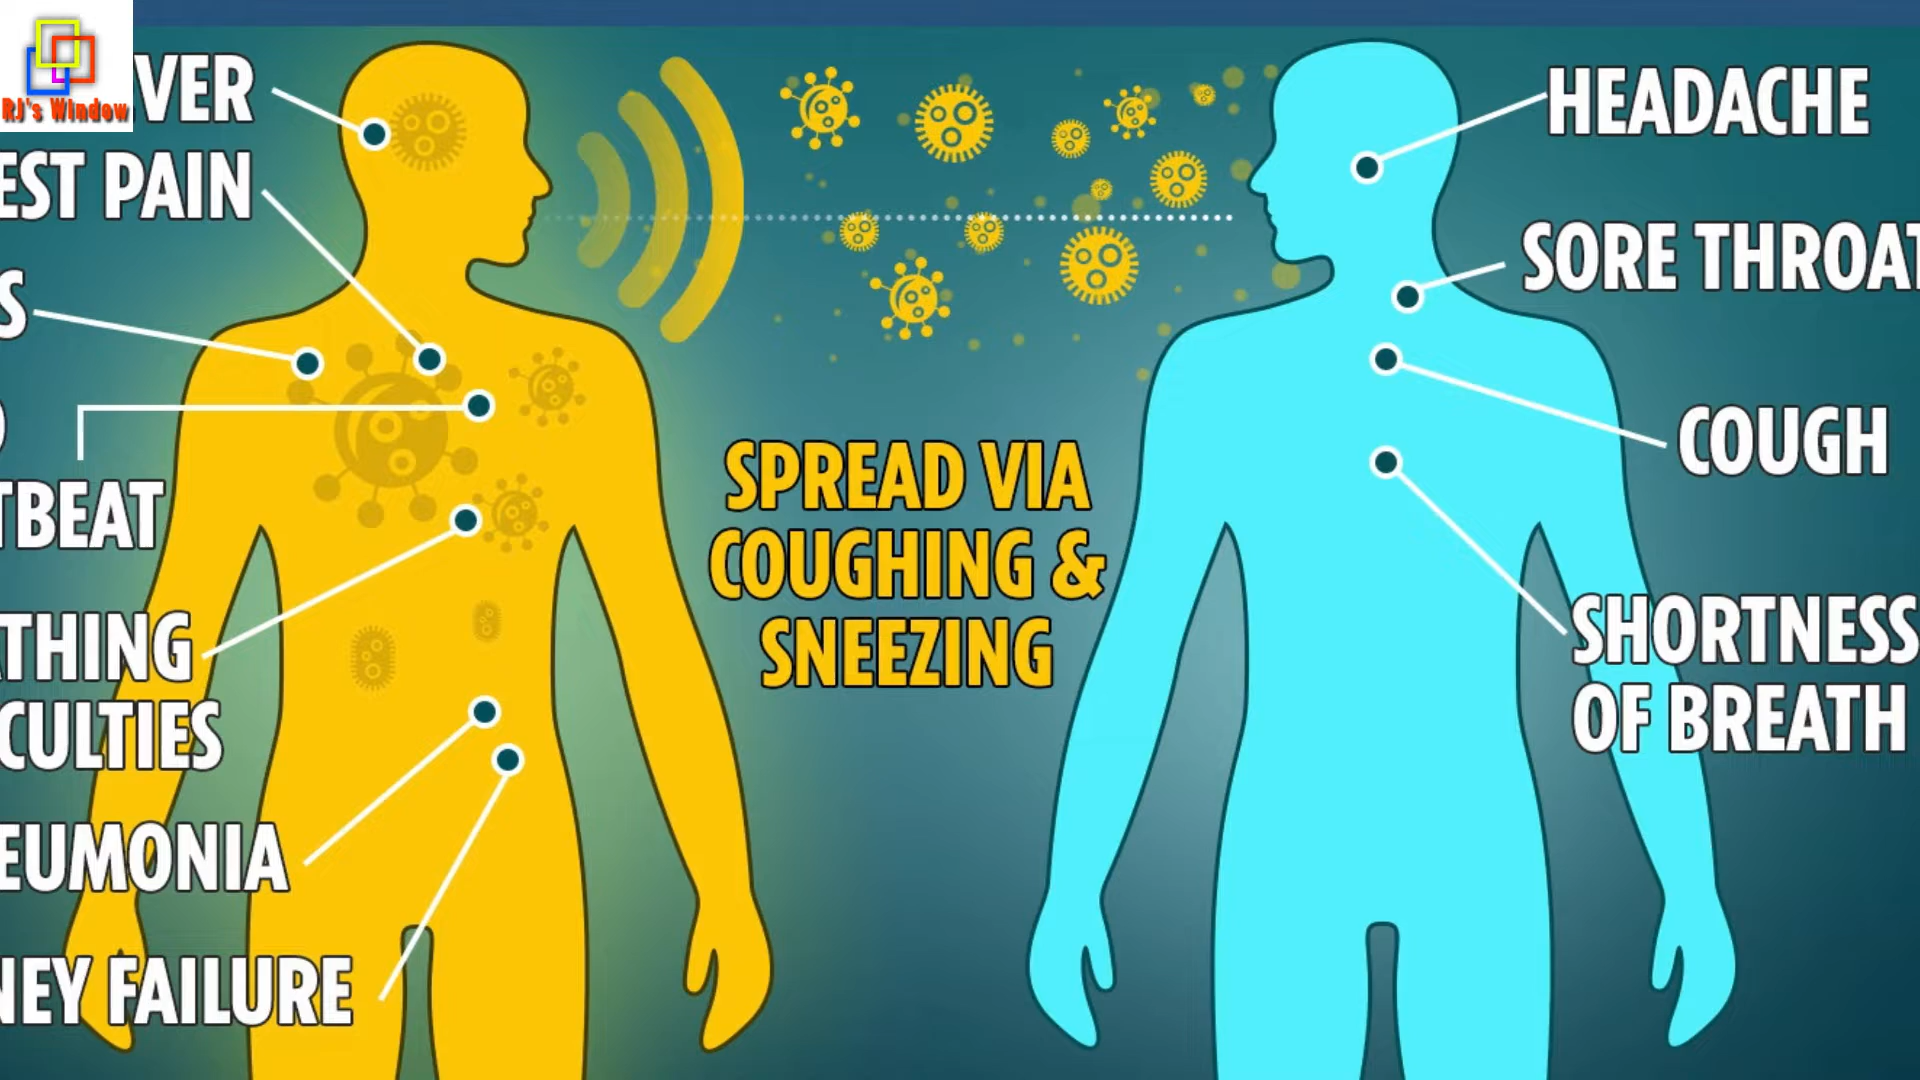 RJ's Window
VER
EST PAIN
S
TBEAT
THING
CULTIES
EUMONIA
NEY FAILURE
SPREAD VIA
COUGHING &
SNEEZING
HEADACHE
SORE THROAT
COUGH
SHORTNESS
OF BREATH